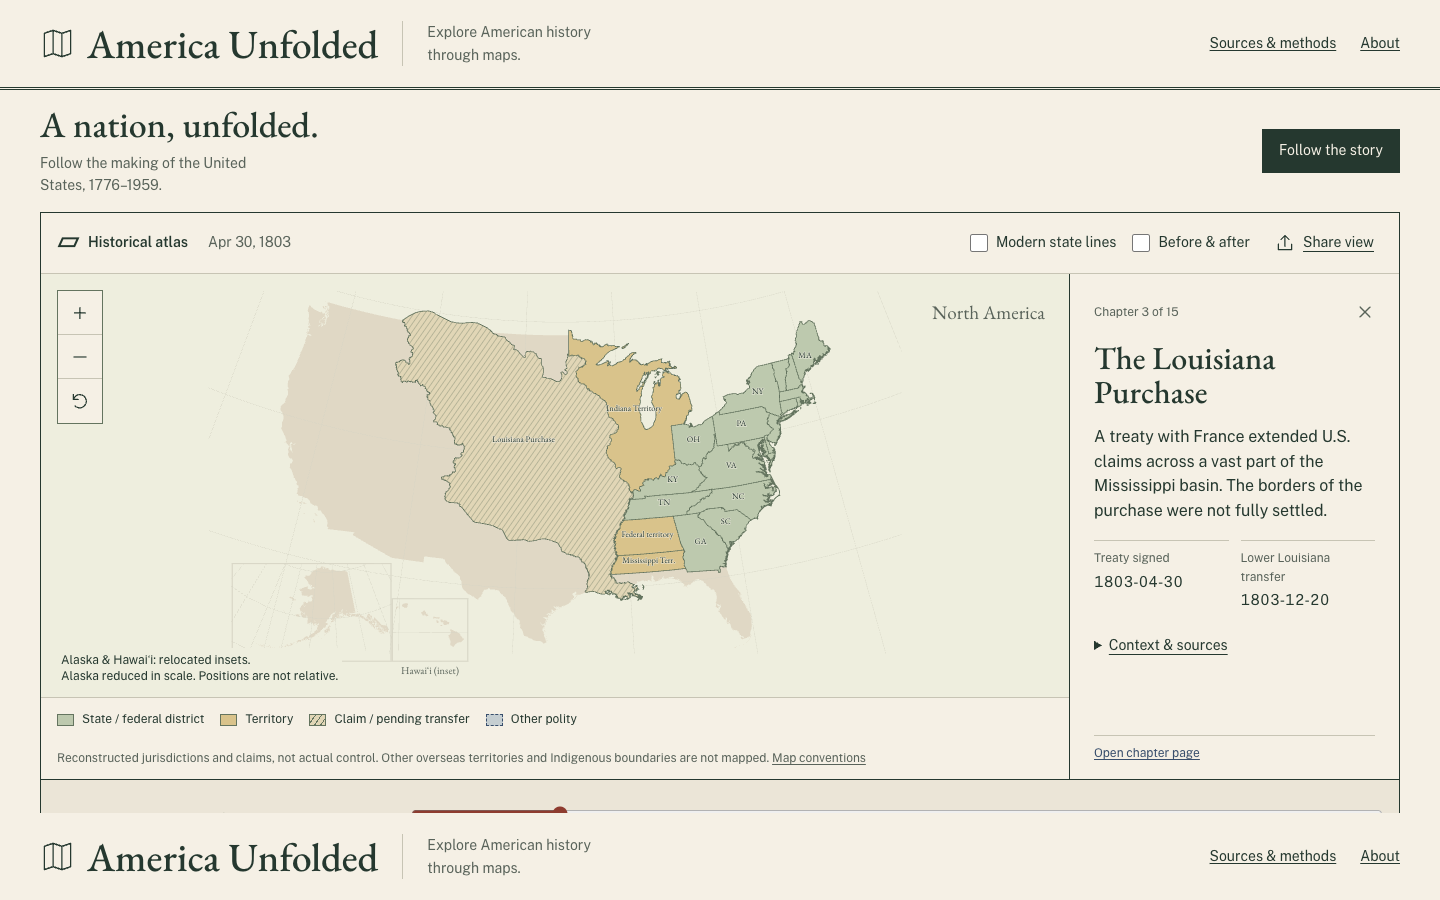 America Unfolded
Explore American history
through maps.
Sources & methods
About
A nation, unfolded.
Follow the making of the United
States, 1776–1959.
Follow the story
Historical atlas
Apr 30, 1803
Modern state lines
Before & after
Share view
North America
MA
NY
Indiana Territory
PA
OH
Louisiana Purchase
VA
KY
NC
TN
SC
Federal territory
GA
Mississippi Terr.
Alaska & Hawaiʻi: relocated insets.
Alaska reduced in scale. Positions are not relative.
Hawaiʻi (inset)
State / federal district
Territory
Claim / pending transfer
Other polity
Reconstructed jurisdictions and claims, not actual control. Other overseas territories and Indigenous boundaries are not mapped. Map conventions
Chapter 3 of 15
The Louisiana
Purchase
A treaty with France extended U.S.
claims across a vast part of the
Mississippi basin. The borders of the
purchase were not fully settled.
Treaty signed
1803-04-30
Lower Louisiana
transfer
1803-12-20
Context & sources
Open chapter page
America Unfolded
Explore American history
through maps.
Sources & methods
About